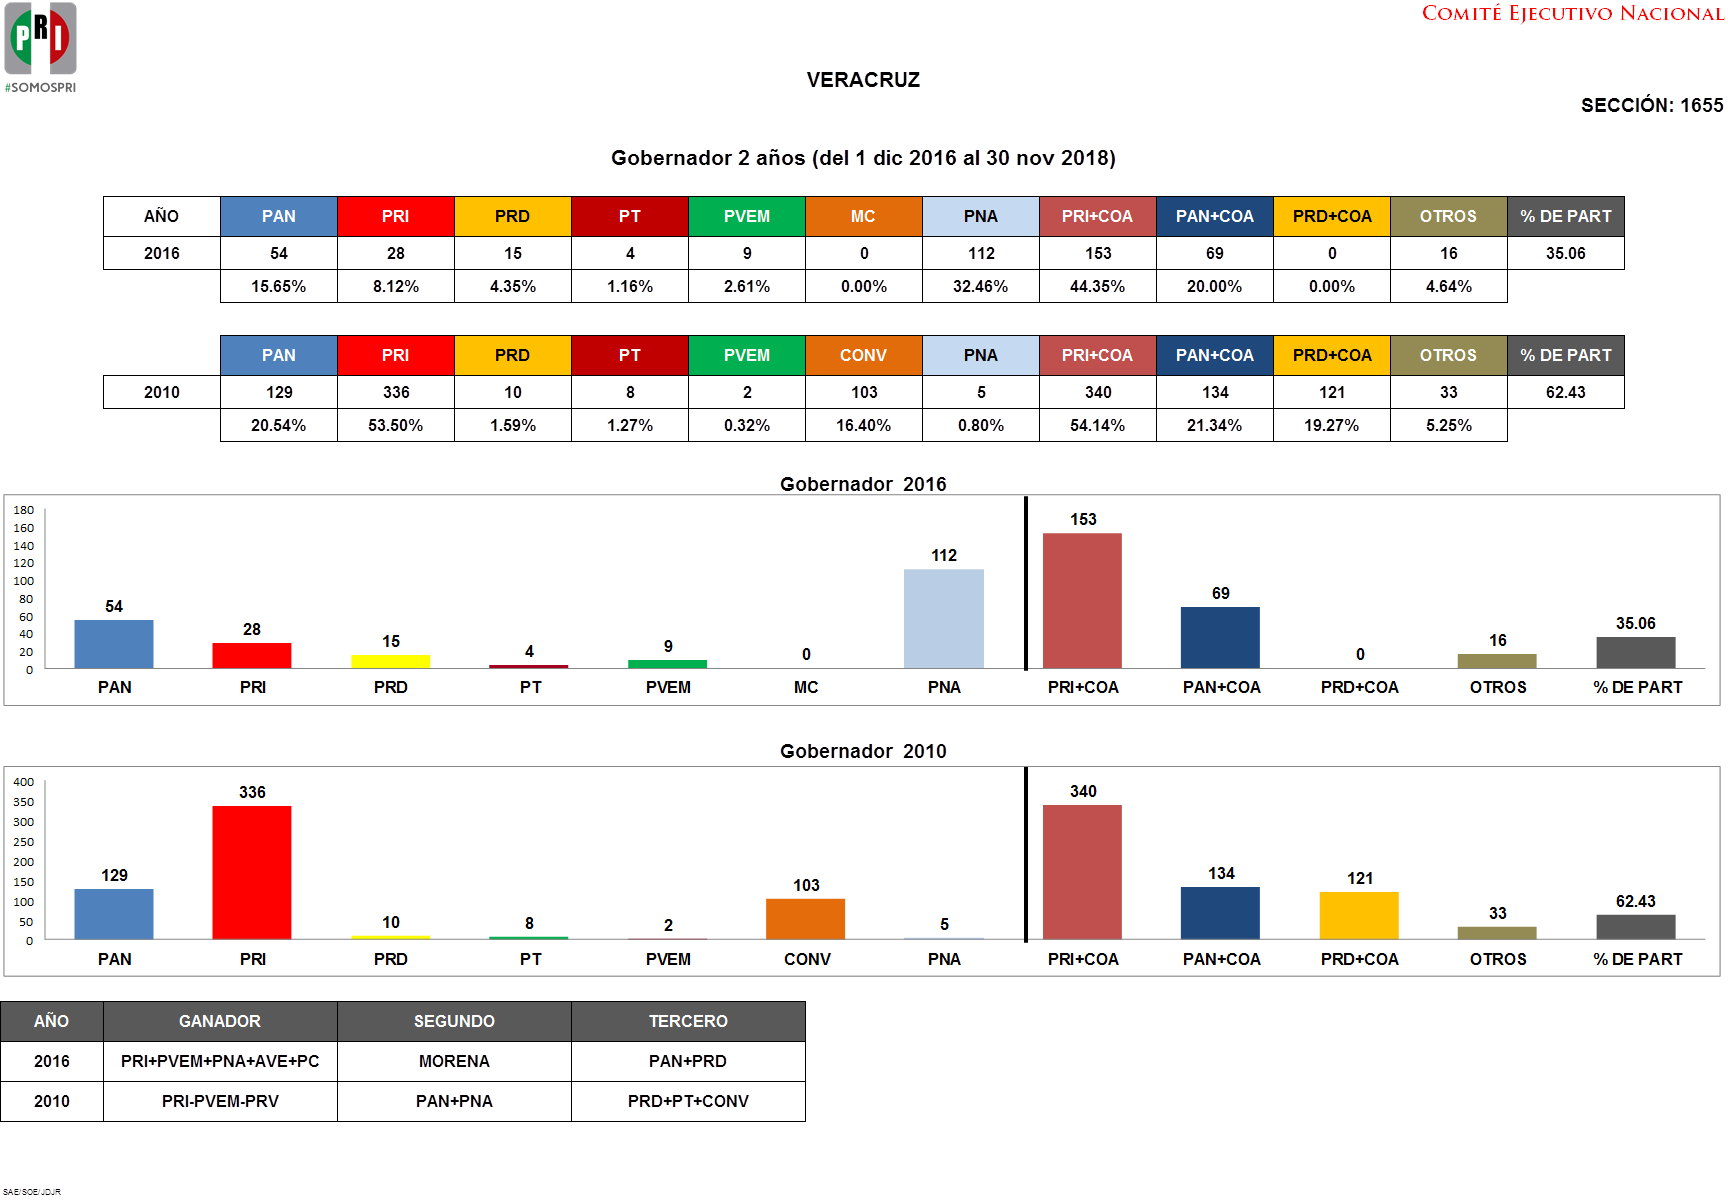 PRI
#SOMOSPRI
COMITÉ EJECUTIVO NACIONAL
VERACRUZ
SECCIÓN: 1655
Gobernador 2 años (del 1 dic 2016 al 30 nov 2018)
AÑO PAN PRI PRD PT PVEM MC PNA PRI+COA PAN+COA PRD+COA OTROS % DE PART
2016 54 28 15 4 9 0 112 153 69 0 16 35.06
15.65% 8.12% 4.35% 1.16% 2.61% 0.00% 32.46% 44.35% 20.00% 0.00% 4.64%
PAN PRI PRD PT PVEM CONV PNA PRI+COA PAN+COA PRD+COA OTROS % DE PART
2010 129 336 10 8 2 103 5 340 134 121 33 62.43
20.54% 53.50% 1.59% 1.27% 0.32% 16.40% 0.80% 54.14% 21.34% 19.27% 5.25%
Gobernador 2016
180
160
140
120
100
80
60
40
20
0
54 28 15 4 9 0 112 153 69 0 16 35.06
PAN PRI PRD PT PVEM MC PNA PRI+COA PAN+COA PRD+COA OTROS % DE PART
Gobernador 2010
400
350
300
250
200
150
100
50
0
129 336 10 8 2 103 5 340 134 121 33 62.43
PAN PRI PRD PT PVEM CONV PNA PRI+COA PAN+COA PRD+COA OTROS % DE PART
AÑO GANADOR SEGUNDO TERCERO
2016 PRI+PVEM+PNA+AVE+PC MORENA PAN+PRD
2010 PRI-PVEM-PRV PAN+PNA PRD+PT+CONV
SAE/SOE/JDJR